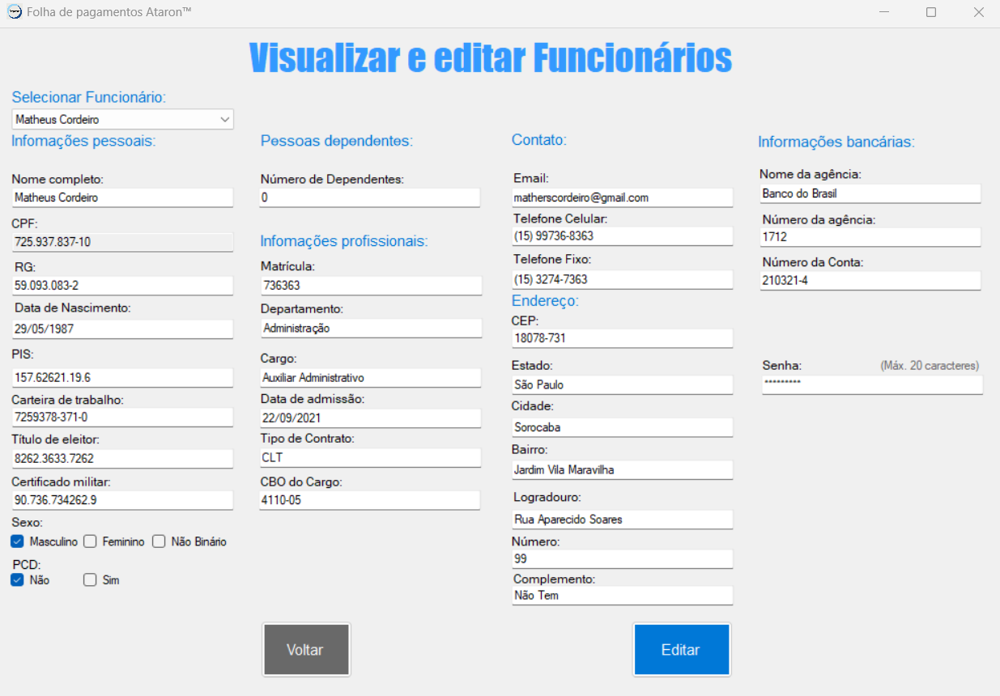 Folha de pagamentos Ataron™
Visualizar e editar Funcionários
Selecionar Funcionário:
Matheus Cordeiro
Infomações pessoais:
Nome completo:
Matheus Cordeiro
CPF:
725.937.837-10
RG:
59.093.083-2
Data de Nascimento:
29/05/1987
PIS:
157.62621.19.6
Carteira de trabalho:
7259378-371-0
Título de eleitor:
8262.3633.7262
Certificado militar:
90.736.734262.9
Sexo:
Masculino Feminino Não Binário
PCD:
Não Sim
Pessoas dependentes:
Número de Dependentes:
0
Infomações profissionais:
Matrícula:
736363
Departamento:
Administração
Cargo:
Auxiliar Administrativo
Data de admissão:
22/09/2021
Tipo de Contrato:
CLT
CBO do Cargo:
4110-05
Contato:
Email:
matherscordeiro@gmail.com
Telefone Celular:
(15) 99736-8363
Telefone Fixo:
(15) 3274-7363
Endereço:
CEP:
18078-731
Estado:
São Paulo
Cidade:
Sorocaba
Bairro:
Jardim Vila Maravilha
Logradouro:
Rua Aparecido Soares
Número:
99
Complemento:
Não Tem
Informações bancárias:
Nome da agência:
Banco do Brasil
Número da agência:
1712
Número da Conta:
210321-4
Senha: (Máx. 20 caracteres)
*********
Voltar
Editar